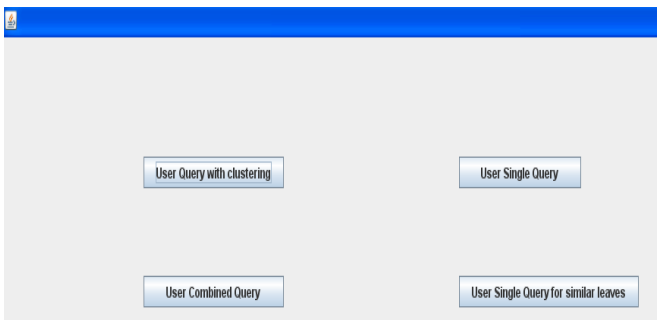 User Query with clustering
User Single Query
User Combined Query
User Single Query for similar leaves